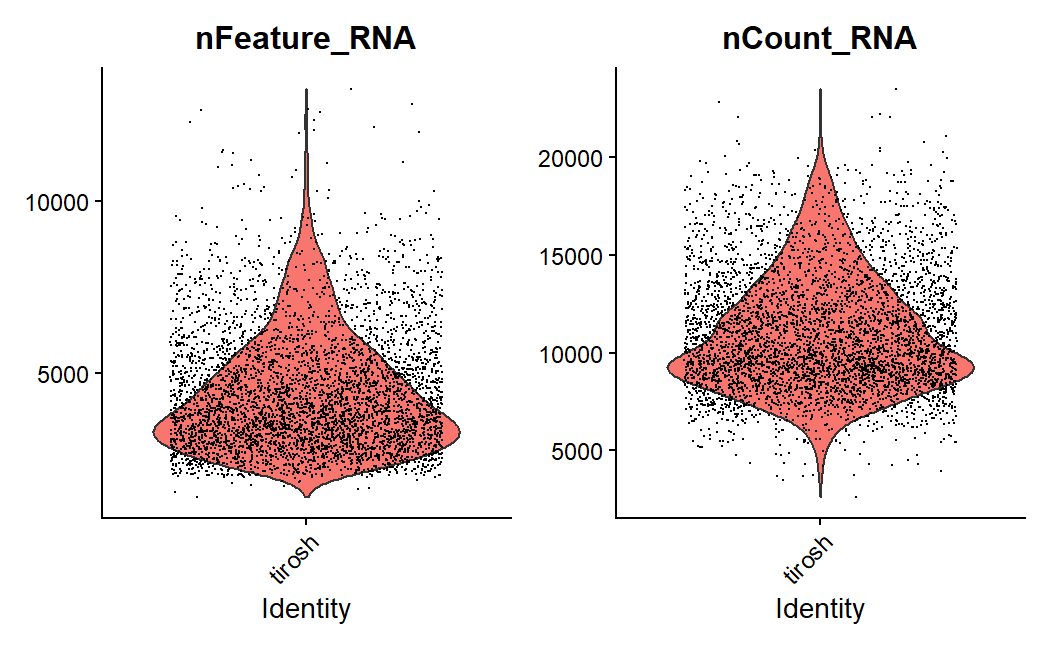 nFeature_RNA
10000
5000
tirosh
Identity
nCount_RNA
20000
15000
10000
5000
tirosh
Identity